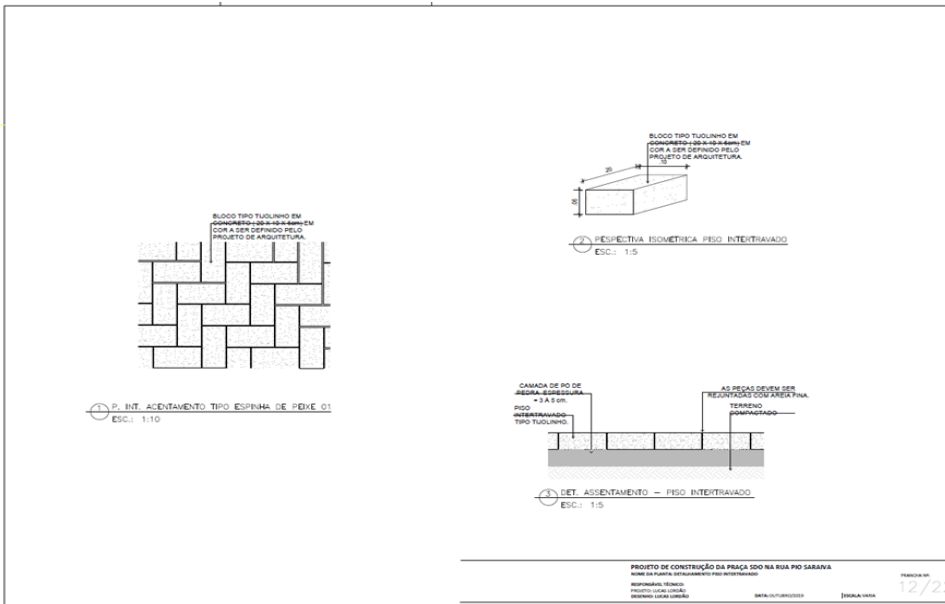 BLOCO TIPO TIJOLINHO EM
CONCRETO ( 20 X 10 X 6cm) EM
COR A SER DEFINIDO PELO
PROJETO DE ARQUITETURA.
1
P. INT. ACENTAMENTO TIPO ESPINHA DE PEIXE 01
ESC.: 1:10
BLOCO TIPO TIJOLINHO EM
CONCRETO ( 20 X 10 X 6cm) EM
COR A SER DEFINIDO PELO
PROJETO DE ARQUITETURA.
20
10
06
2
PESPECTIVA ISOMETRICA PISO INTERTRAVADO
ESC.: 1:5
CAMADA DE PO DE
PEDRA. ESPESSURA
= 3 A 5 cm.
PISO
INTERTRAVADO
TIPO TIJOLINHO.
AS PEÇAS DEVEM SER
REJUNTADAS COM AREIA FINA.
TERRENO
COMPACTADO
3
DET. ASSENTAMENTO – PISO INTERTRAVADO
ESC.: 1:5
PROJETO DE CONSTRUÇÃO DA PRAÇA SDO NA RUA PIO SARAIVA
NOME DA PLANTA: DETALHAMENTO PISO INTERTRAVADO
RESPONSÁVEL TÉCNICO:
PROJETO: LUCAS LORDÃO
DESENHO: LUCAS LORDÃO
DATA: OUTUBRO/2019
ESCALA: VARIA
PRANCHA Nº:
12/2